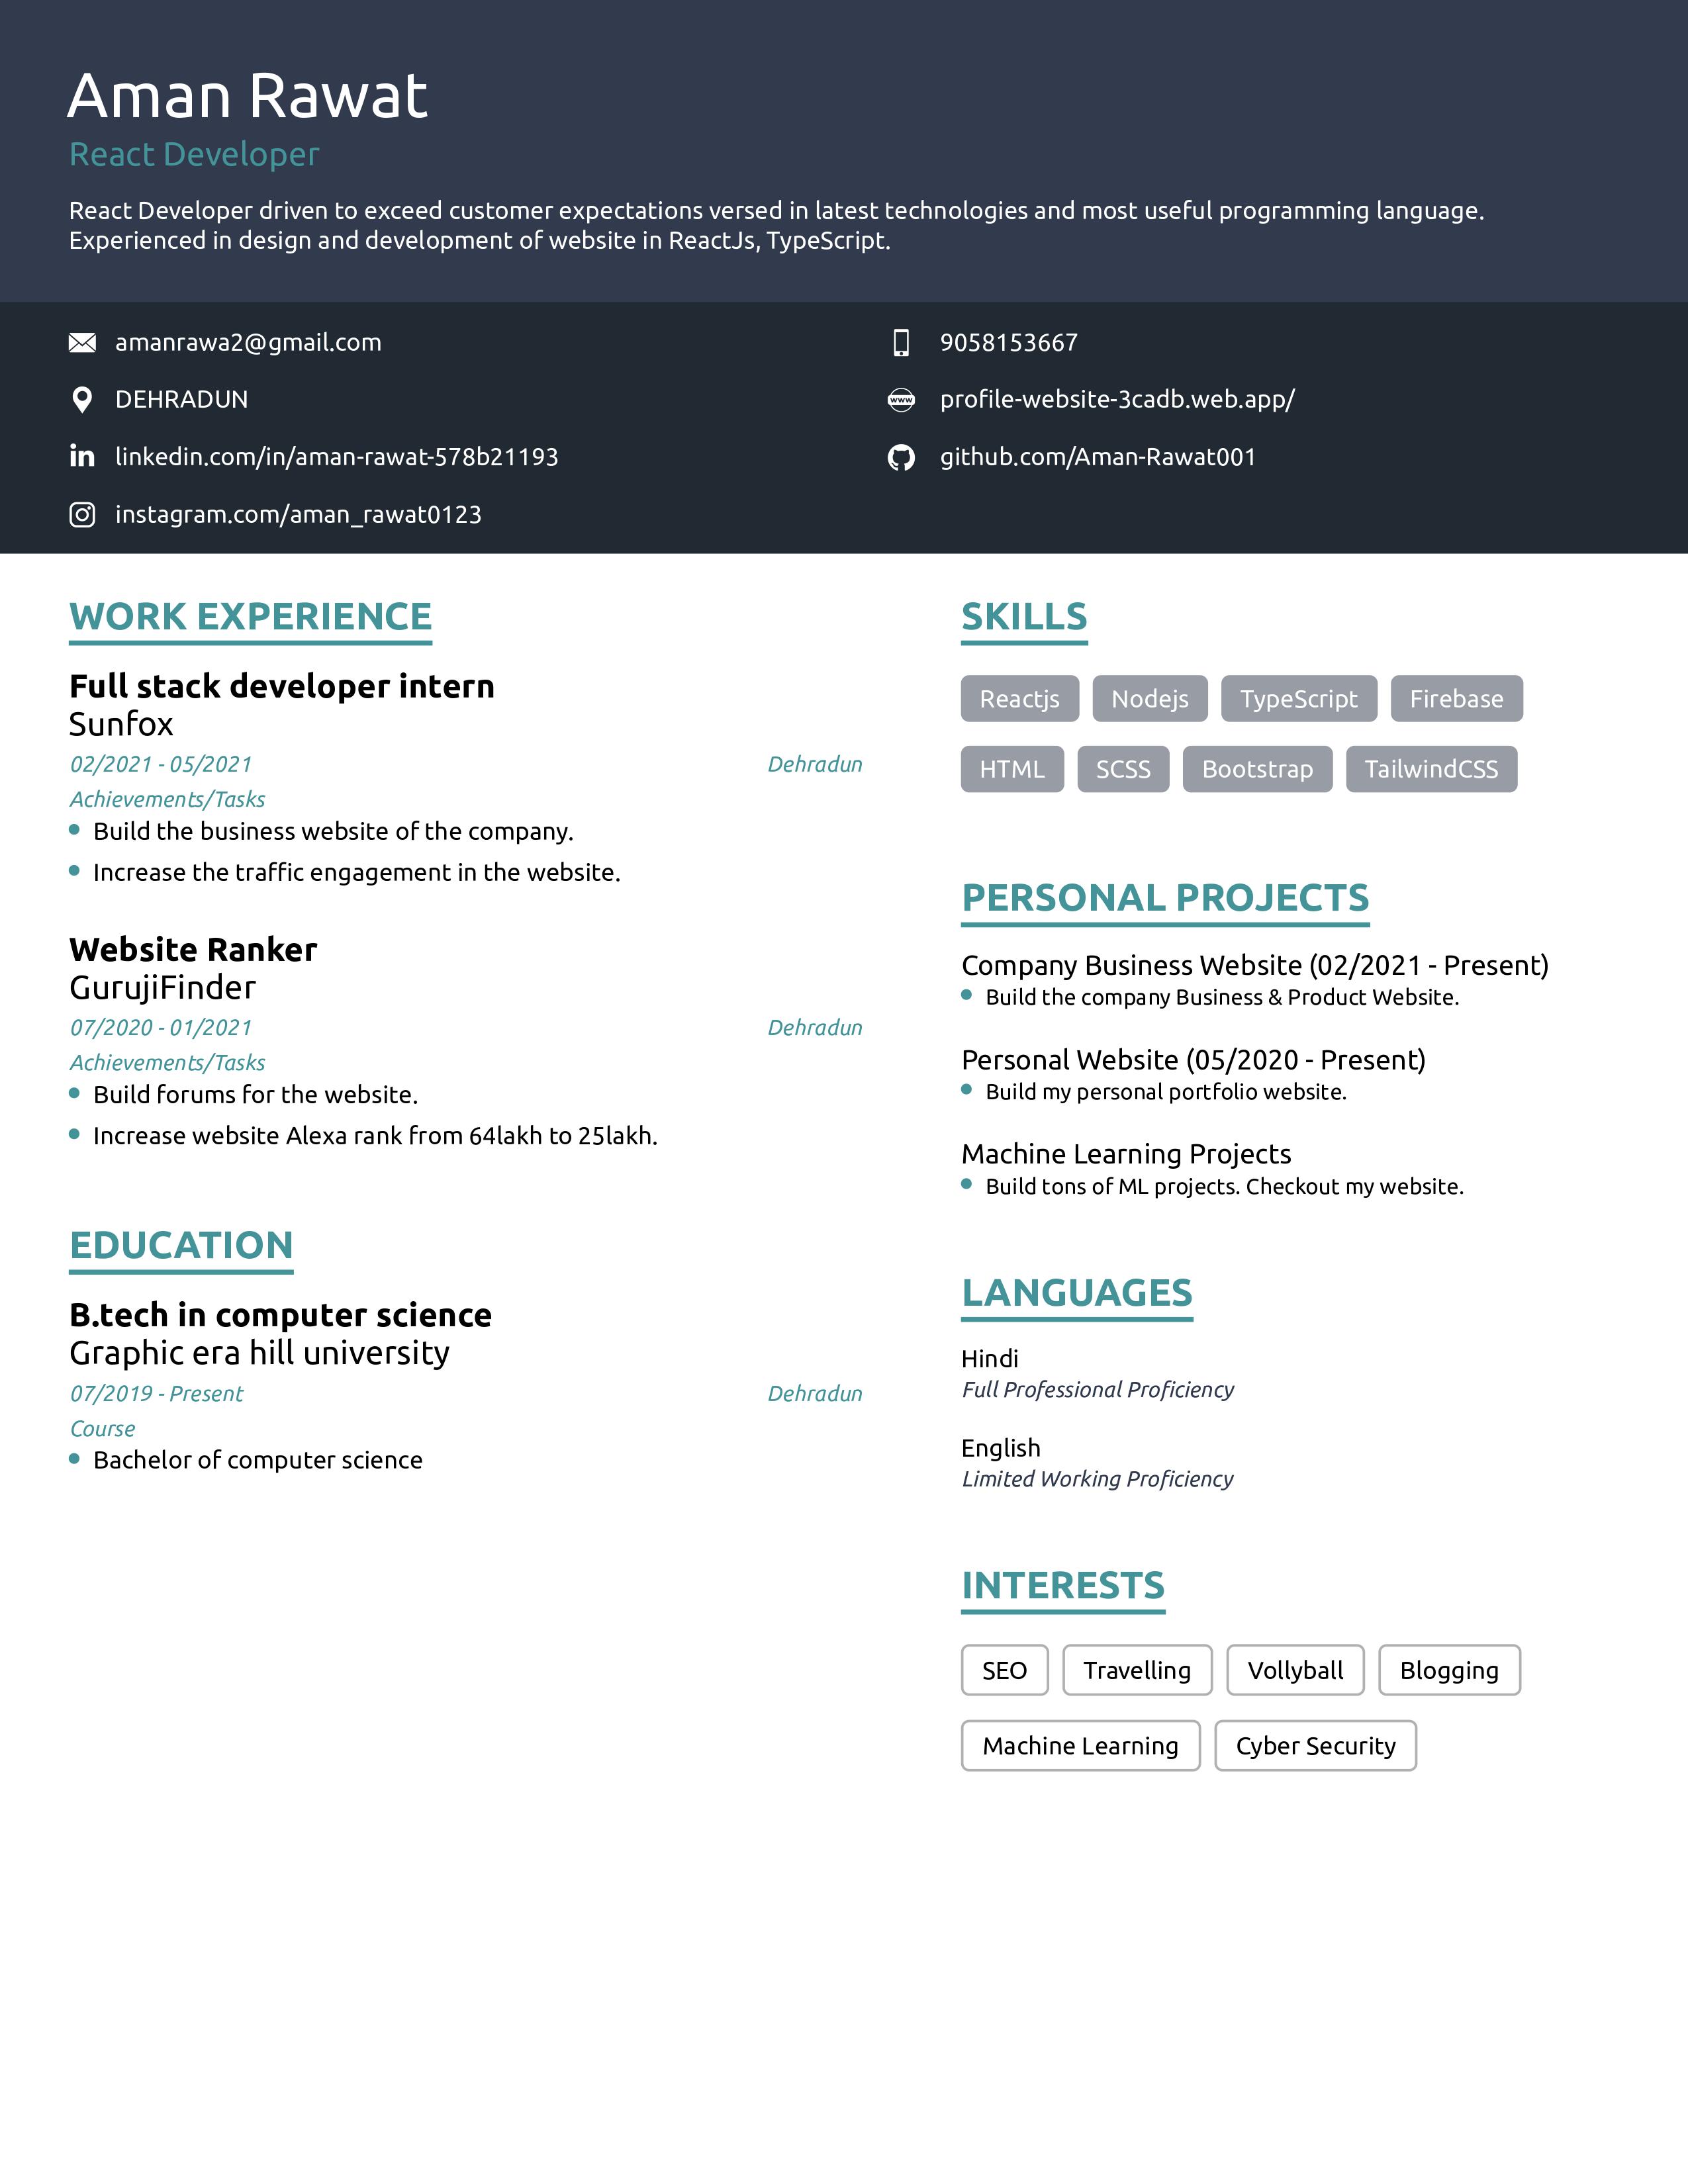 Aman Rawat
React Developer
React Developer driven to exceed customer expectations versed in latest technologies and most useful programming language.
Experienced in design and development of website in ReactJs, TypeScript.
amanrawa2@gmail.com
9058153667
DEHRADUN
www
profile-website-3cadb.web.app/
in
linkedin.com/in/aman-rawat-578b21193
github.com/Aman-Rawat001
instagram.com/aman_rawat0123
WORK EXPERIENCE
Full stack developer intern
Sunfox
02/2021 - 05/2021 Dehradun
Achievements/Tasks
Build the business website of the company.
Increase the traffic engagement in the website.
Website Ranker
GurujiFinder
07/2020 - 01/2021 Dehradun
Achievements/Tasks
Build forums for the website.
Increase website Alexa rank from 64lakh to 25lakh.
EDUCATION
B.tech in computer science
Graphic era hill university
07/2019 - Present Dehradun
Course
Bachelor of computer science
SKILLS
Reactjs Nodejs TypeScript Firebase
HTML SCSS Bootstrap TailwindCSS
PERSONAL PROJECTS
Company Business Website (02/2021 - Present)
Build the company Business & Product Website.
Personal Website (05/2020 - Present)
Build my personal portfolio website.
Machine Learning Projects
Build tons of ML projects. Checkout my website.
LANGUAGES
Hindi
Full Professional Proficiency
English
Limited Working Proficiency
INTERESTS
SEO Travelling Vollyball Blogging
Machine Learning Cyber Security